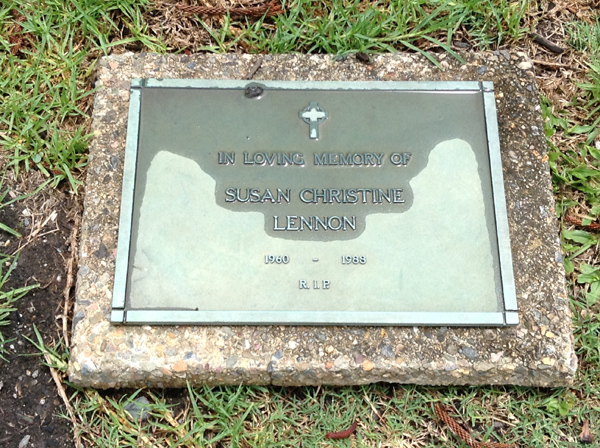 IN LOVING MEMORY OF
SUSAN CHRISTINE
LENNON
1960 - 1988
R.I.P.